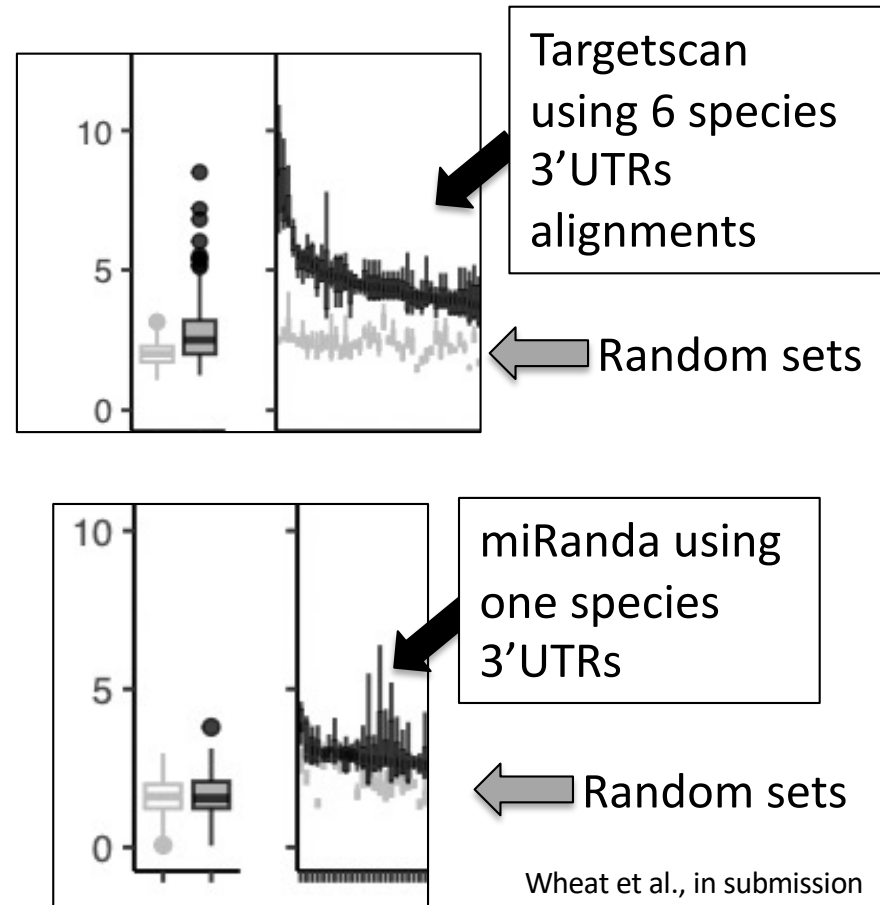 Targetscan
using 6 species
3’UTRs
alignments
10
5
0
Random sets
miRanda using
one species
3’UTRs
10
5
0
Random sets
Wheat et al., in submission